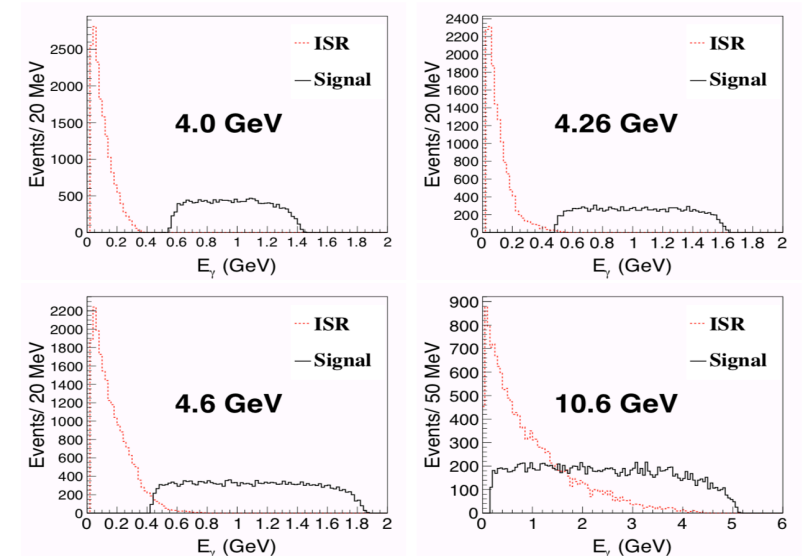 Events/ 20 MeV
2500
2000
1500
1000
500
0
ISR
Signal
4.0 GeV
0 0.2 0.4 0.6 0.8 1 1.2 1.4 1.6 1.8 2
Eγ (GeV)
Events/ 20 MeV
2400
2200
2000
1800
1600
1400
1200
1000
800
600
400
200
0
ISR
Signal
4.26 GeV
0 0.2 0.4 0.6 0.8 1 1.2 1.4 1.6 1.8 2
Eγ (GeV)
Events/ 20 MeV
2200
2000
1800
1600
1400
1200
1000
800
600
400
200
0
ISR
Signal
4.6 GeV
0 0.2 0.4 0.6 0.8 1 1.2 1.4 1.6 1.8 2
Eγ (GeV)
Events/ 50 MeV
900
800
700
600
500
400
300
200
100
0
ISR
Signal
10.6 GeV
0 1 2 3 4 5 6
Eγ (GeV)